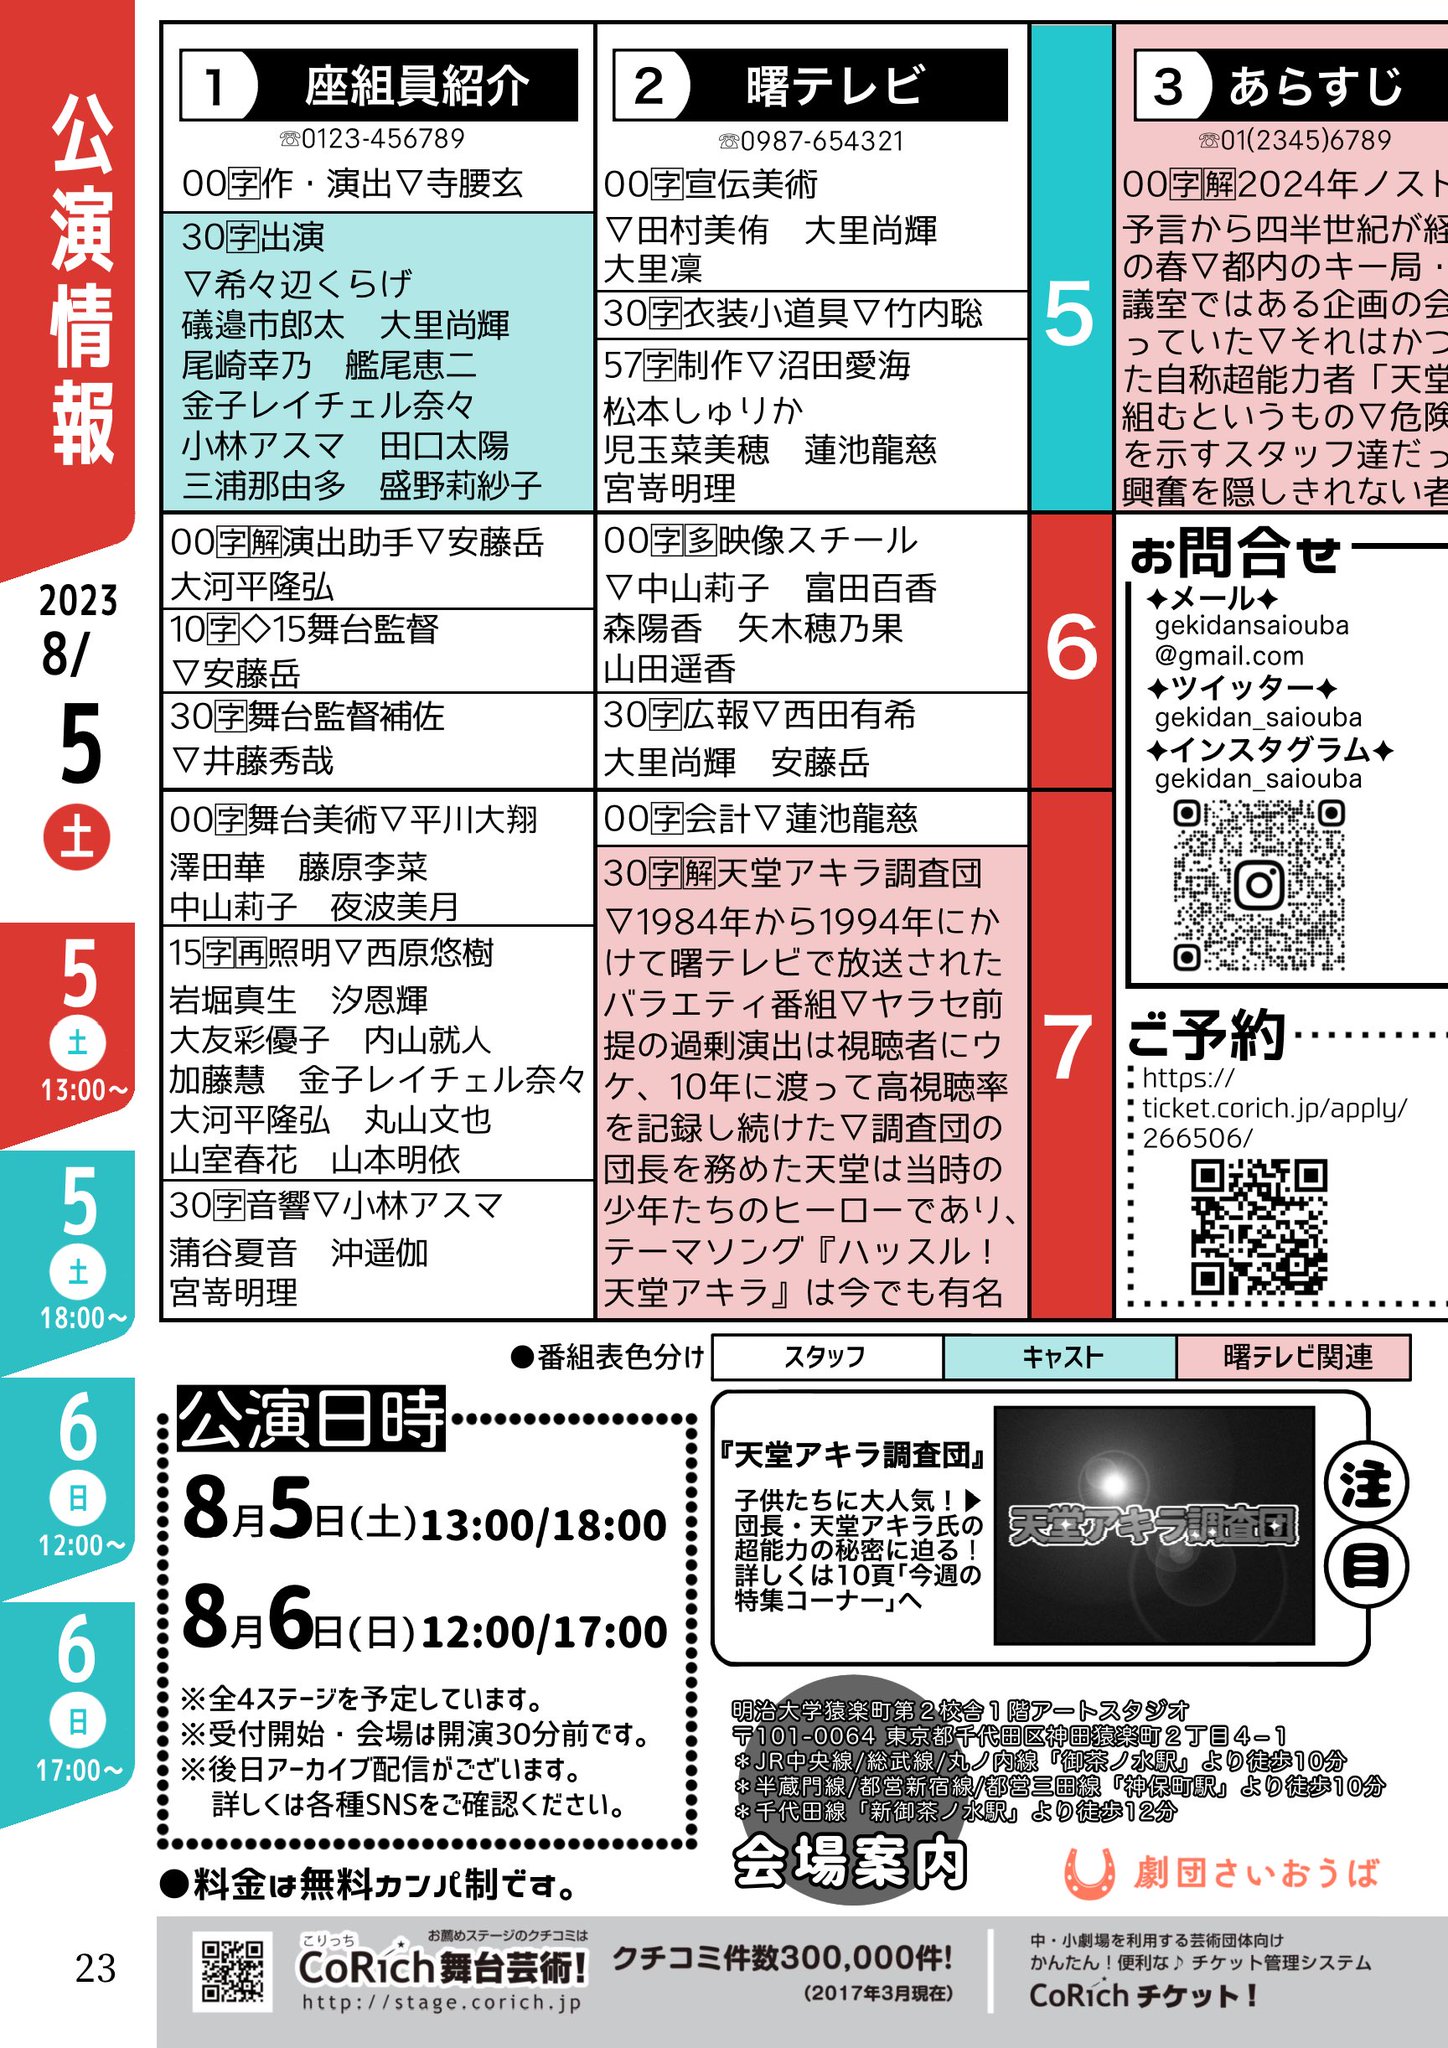 公演情報
2023
8/
5
土
5
土
13:00〜
5
土
18:00〜
6
日
12:00〜
6
日
17:00〜
23
1 座組員紹介
☏0123-456789
00字作・演出▽寺腰玄
30字出演
▽希々辺くらげ
礒邉市郎太　大里尚輝
尾崎幸乃　艦尾恵二
金子レイチェル奈々
小林アスマ　田口太陽
三浦那由多　盛野莉紗子
00字解演出助手▽安藤岳
大河平隆弘
10字◇15舞台監督
▽安藤岳
30字舞台監督補佐
▽井藤秀哉
00字舞台美術▽平川大翔
澤田華　藤原李菜
中山莉子　夜波美月
15字再照明▽西原悠樹
岩堀真生　汐恩輝
大友彩優子　内山就人
加藤慧　金子レイチェル奈々
大河平隆弘　丸山文也
山室春花　山本明依
30字音響▽小林アスマ
蒲谷夏音　沖遥伽
宮嵜明理
2 曙テレビ
☏0987-654321
00字宣伝美術
▽田村美侑　大里尚輝
大里凜
30字衣装小道具▽竹内聡
57字制作▽沼田愛海
松本しゅりか
児玉菜美穂　蓮池龍慈
宮嵜明理
00字多映像スチール
▽中山莉子　富田百香
森陽香　矢木穂乃果
山田遥香
30字広報▽西田有希
大里尚輝　安藤岳
00字会計▽蓮池龍慈
30字解天堂アキラ調査団
▽1984年から1994年にか
けて曙テレビで放送された
バラエティ番組▽ヤラセ前
提の過剰演出は視聴者にウ
ケ、10年に渡って高視聴率
を記録し続けた▽調査団の
団長を務めた天堂は当時の
少年たちのヒーローであり、
テーマソング『ハッスル！
天堂アキラ』は今でも有名
5
6
7
3 あらすじ
☏01(2345)6789
00字解2024年ノスト
予言から四半世紀が経
の春▽都内のキー局・
議室ではある企画の会
っていた▽それはかつ
た自称超能力者「天堂
組むというもの▽危険
を示すスタッフ達だっ
興奮を隠しきれない者
お問合せ
✦メール✦
gekidansaiouba
@gmail.com
✦ツイッター✦
gekidan_saiouba
✦インスタグラム✦
gekidan_saiouba
ご予約
https://
ticket.corich.jp/apply/
266506/
●番組表色分け
スタッフ
キャスト
曙テレビ関連
公演日時
8月5日(土)13:00/18:00
8月6日(日)12:00/17:00
※全4ステージを予定しています。
※受付開始・会場は開演30分前です。
※後日アーカイブ配信がございます。
詳しくは各種SNSをご確認ください。
●料金は無料カンパ制です。
『天堂アキラ調査団』
子供たちに大人気！▶
団長・天堂アキラ氏の
超能力の秘密に迫る！
詳しくは10頁「今週の
特集コーナー」へ
天堂アキラ調査団
注目
明治大学猿楽町第２校舎１階アートスタジオ
〒101-0064 東京都千代田区神田猿楽町２丁目４−１
＊JR中央線/総武線/丸ノ内線「御茶ノ水駅」より徒歩10分
＊半蔵門線/都営新宿線/都営三田線「神保町駅」より徒歩10分
＊千代田線「新御茶ノ水駅」より徒歩12分
会場案内
劇団さいおうば
お薦めステージのクチコミは
こりっち
CoRich舞台芸術!
http://stage.corich.jp
クチコミ件数300,000件!
(2017年3月現在)
中・小劇場を利用する芸術団体向け
かんたん！便利な♪ チケット管理システム
CoRich チケット！